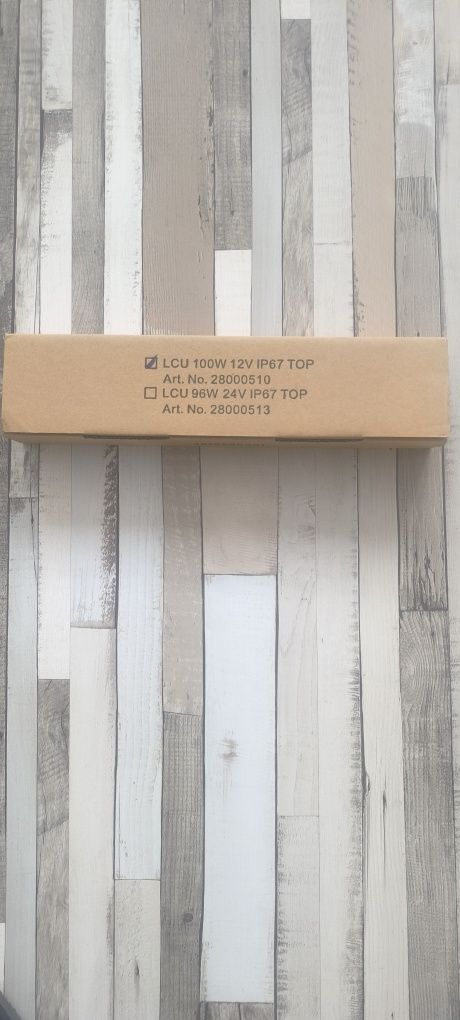 ☑ LCU 100W 12V IP67 TOP
Art. No. 28000510
☐ LCU 96W 24V IP67 TOP
Art. No. 28000513